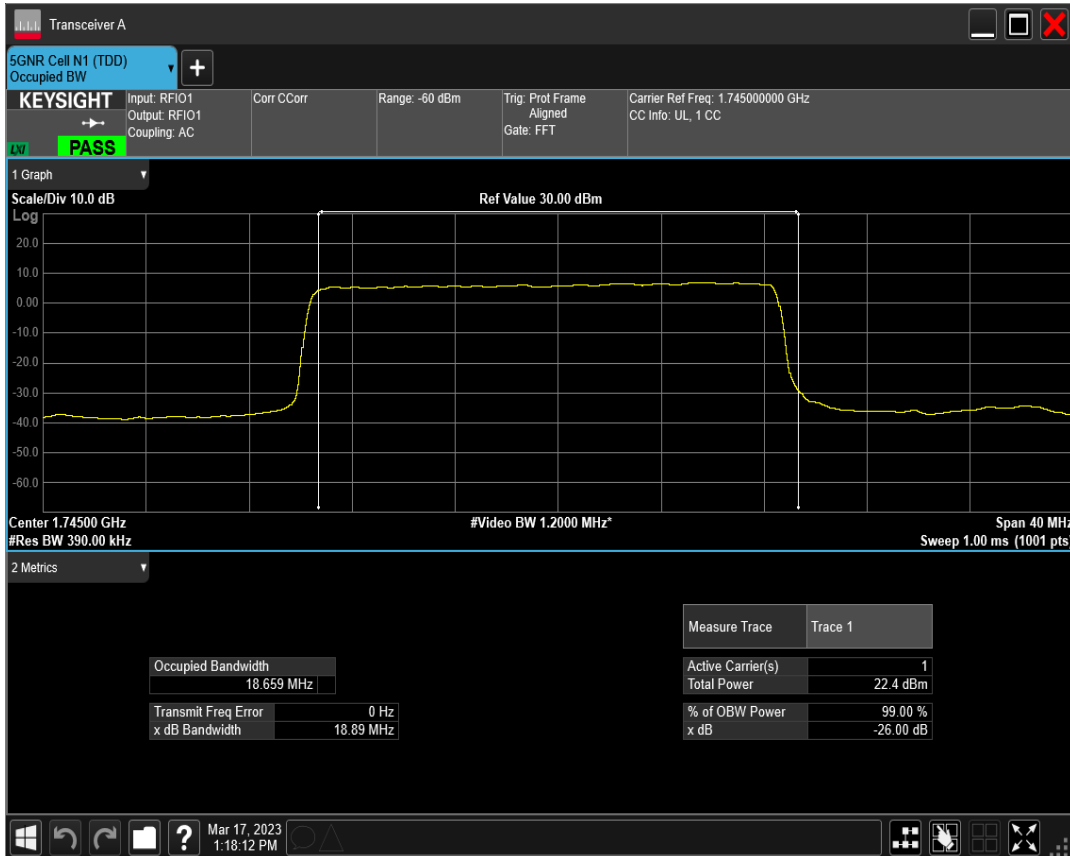 Transceiver A
5GNR Cell N1 (TDD)
Occupied BW
+
KEYSIGHT
LXI
PASS
Input: RFIO1
Output: RFIO1
Coupling: AC
Corr CCorr
Range: -60 dBm
Trig: Prot Frame
Aligned
Gate: FFT
Carrier Ref Freq: 1.745000000 GHz
CC Info: UL, 1 CC
1 Graph
Scale/Div 10.0 dB
Ref Value 30.00 dBm
Log
20.0
10.0
0.00
-10.0
-20.0
-30.0
-40.0
-50.0
-60.0
Center 1.74500 GHz
#Video BW 1.2000 MHz*
Span 40 MHz
#Res BW 390.00 kHz
Sweep 1.00 ms (1001 pts)
2 Metrics
Measure Trace Trace 1
Occupied Bandwidth
18.659 MHz
Active Carrier(s) 1
Total Power 22.4 dBm
Transmit Freq Error 0 Hz
x dB Bandwidth 18.89 MHz
% of OBW Power 99.00 %
x dB -26.00 dB
?
Mar 17, 2023
1:18:12 PM